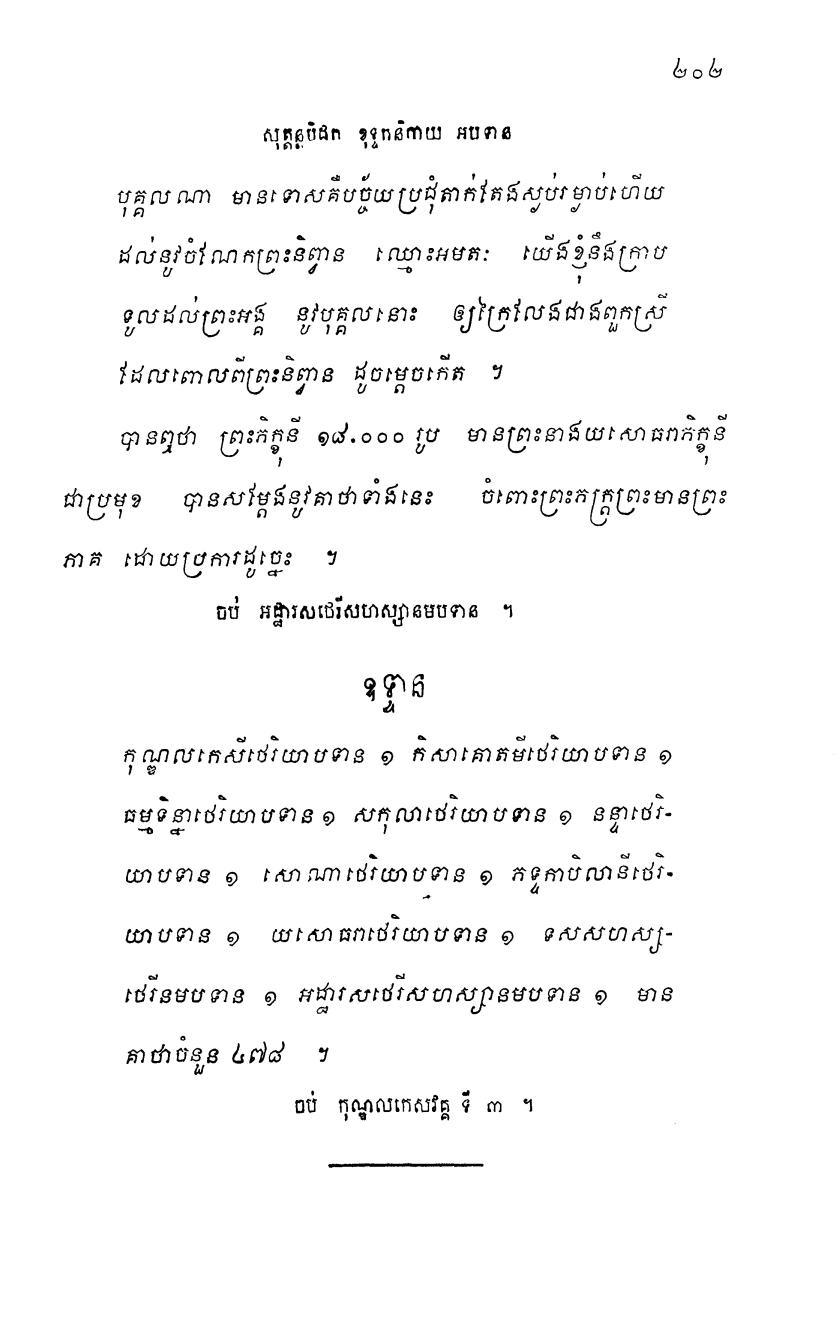 ២០២
សុត្តន្តបិដក ខុទ្ទកនិកាយ អបទាន
បុគ្គលណា មានទោសគឺបច្ច័យប្រជុំតាក់តែងស្ងប់រម្ងាប់ហើយ
ដល់នូវចំណែកព្រះនិព្វាន ឈ្មោះអមតៈ យើងខ្ញុំនឹងក្រាប
ទូលដល់ព្រះអង្គ នូវបុគ្គលនោះ ឲ្យក្រៃលែងជាងពួកស្រី
ដែលពោលពីព្រះនិព្វាន ដូចម្តេចកើត ។
បានឮថា ព្រះភិក្ខុនី ១៨.០០០ រូប មានព្រះនាងយសោធរាភិក្ខុនី
ជាប្រមុខ បានសម្តែងនូវគាថាទាំងនេះ ចំពោះព្រះភក្ត្រព្រះមានព្រះ
ភាគ ដោយប្រការដូច្នេះ ។
ចប់ អដ្ឋារសថេរីសហស្សានមបទាន ។
ឧទ្ទាន
កុណ្ឌលកេសីថេរិយាបទាន ១ កិសាគោតមីថេរិយាបទាន ១
ធម្មទិន្នាថេរិយាបទាន ១ សកុលាថេរិយាបទាន ១ នន្ទាថេរិ-
យាបទាន ១ សោណាថេរិយាបទាន ១ ភទ្ទកាបិលានីថេរិ-
យាបទាន ១ យសោធរាថេរិយាបទាន ១ ទសសហស្ស-
ថេរីនមបទាន ១ អដ្ឋារសថេរីសហស្សានមបទាន ១ មាន
គាថាចំនួន ៤៧៨ ។
ចប់ កុណ្ឌលកេសវគ្គ ទី ៣ ។